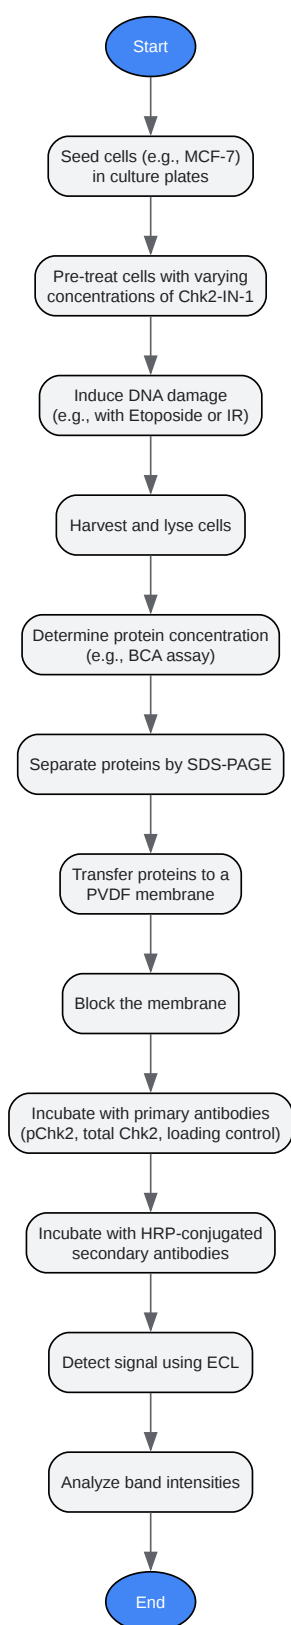 Start
Seed cells (e.g., MCF-7)
in culture plates
Pre-treat cells with varying
concentrations of Chk2-IN-1
Induce DNA damage
(e.g., with Etoposide or IR)
Harvest and lyse cells
Determine protein concentration
(e.g., BCA assay)
Separate proteins by SDS-PAGE
Transfer proteins to a
PVDF membrane
Block the membrane
Incubate with primary antibodies
(pChk2, total Chk2, loading control)
Incubate with HRP-conjugated
secondary antibodies
Detect signal using ECL
Analyze band intensities
End